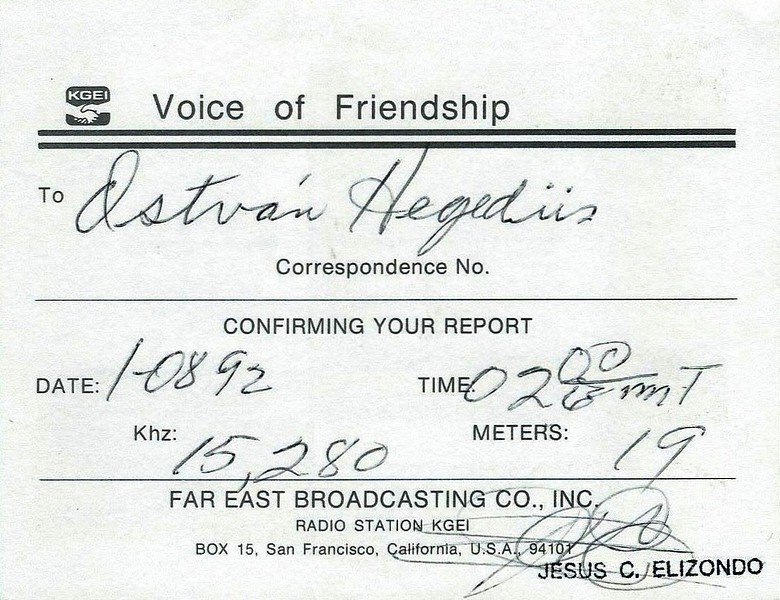 KGEI
Voice of Friendship
To István Hegedüs
Correspondence No.
CONFIRMING YOUR REPORT
DATE: 1-0892 TIME: 0200 GMT
Khz: 15,280 METERS: 19
FAR EAST BROADCASTING CO., INC.
RADIO STATION KGEI
BOX 15, San Francisco, California, U.S.A., 94101
JESUS C. ELIZONDO